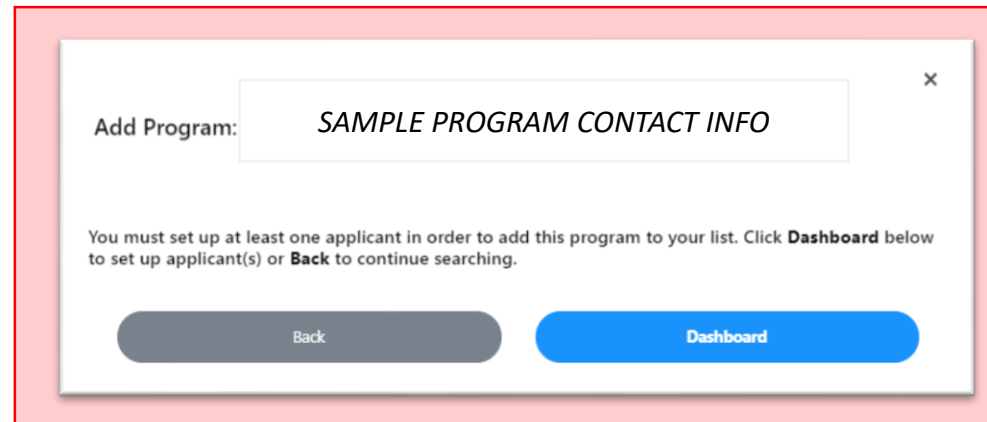 ×
Add Program:
SAMPLE PROGRAM CONTACT INFO
You must set up at least one applicant in order to add this program to your list. Click Dashboard below
to set up applicant(s) or Back to continue searching.
Back
Dashboard